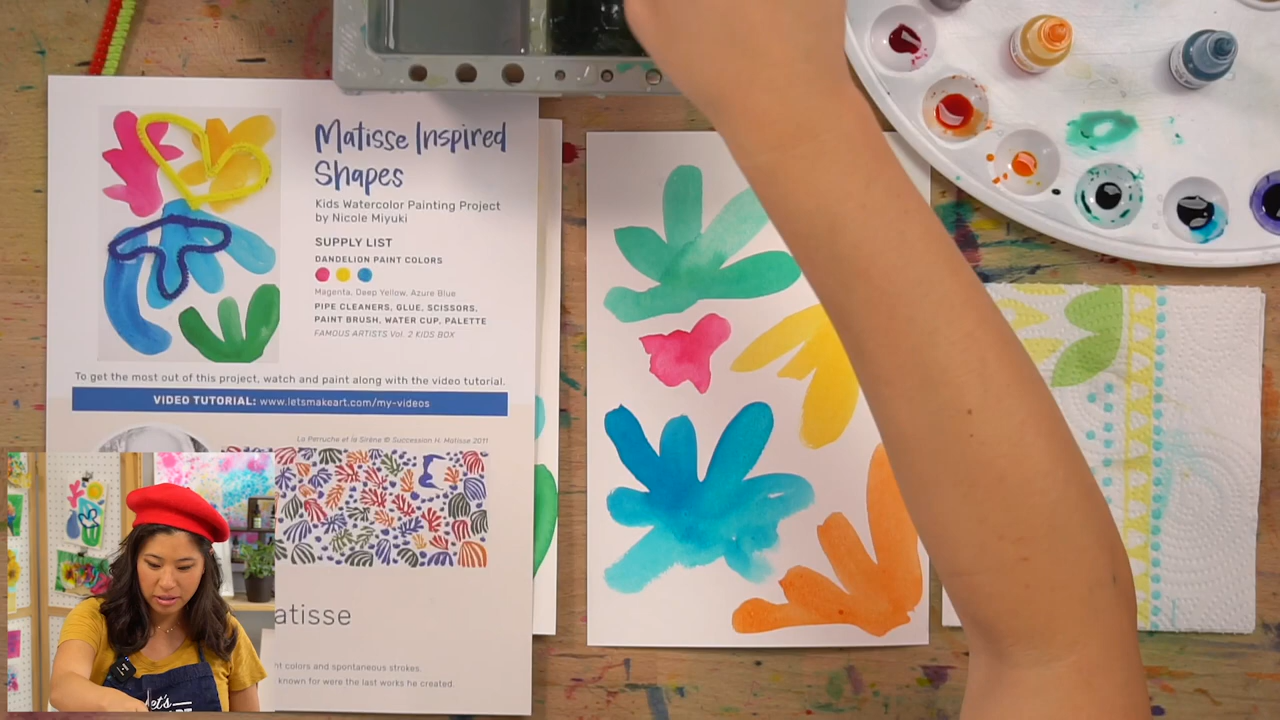 Matisse Inspired
Shapes
Kids Watercolor Painting Project
by Nicole Miyuki
SUPPLY LIST
DANDELION PAINT COLORS
Magenta, Deep Yellow, Azure Blue
PIPE CLEANERS, GLUE, SCISSORS,
PAINT BRUSH, WATER CUP, PALETTE
FAMOUS ARTISTS Vol. 2 KIDS BOX
To get the most out of this project, watch and paint along with the video tutorial.
VIDEO TUTORIAL: www.letsmakeart.com/my-videos
La Perruche et la Sirène © Succession H. Matisse 2011
atisse
ht colors and spontaneous strokes.
known for were the last works he created.
let's